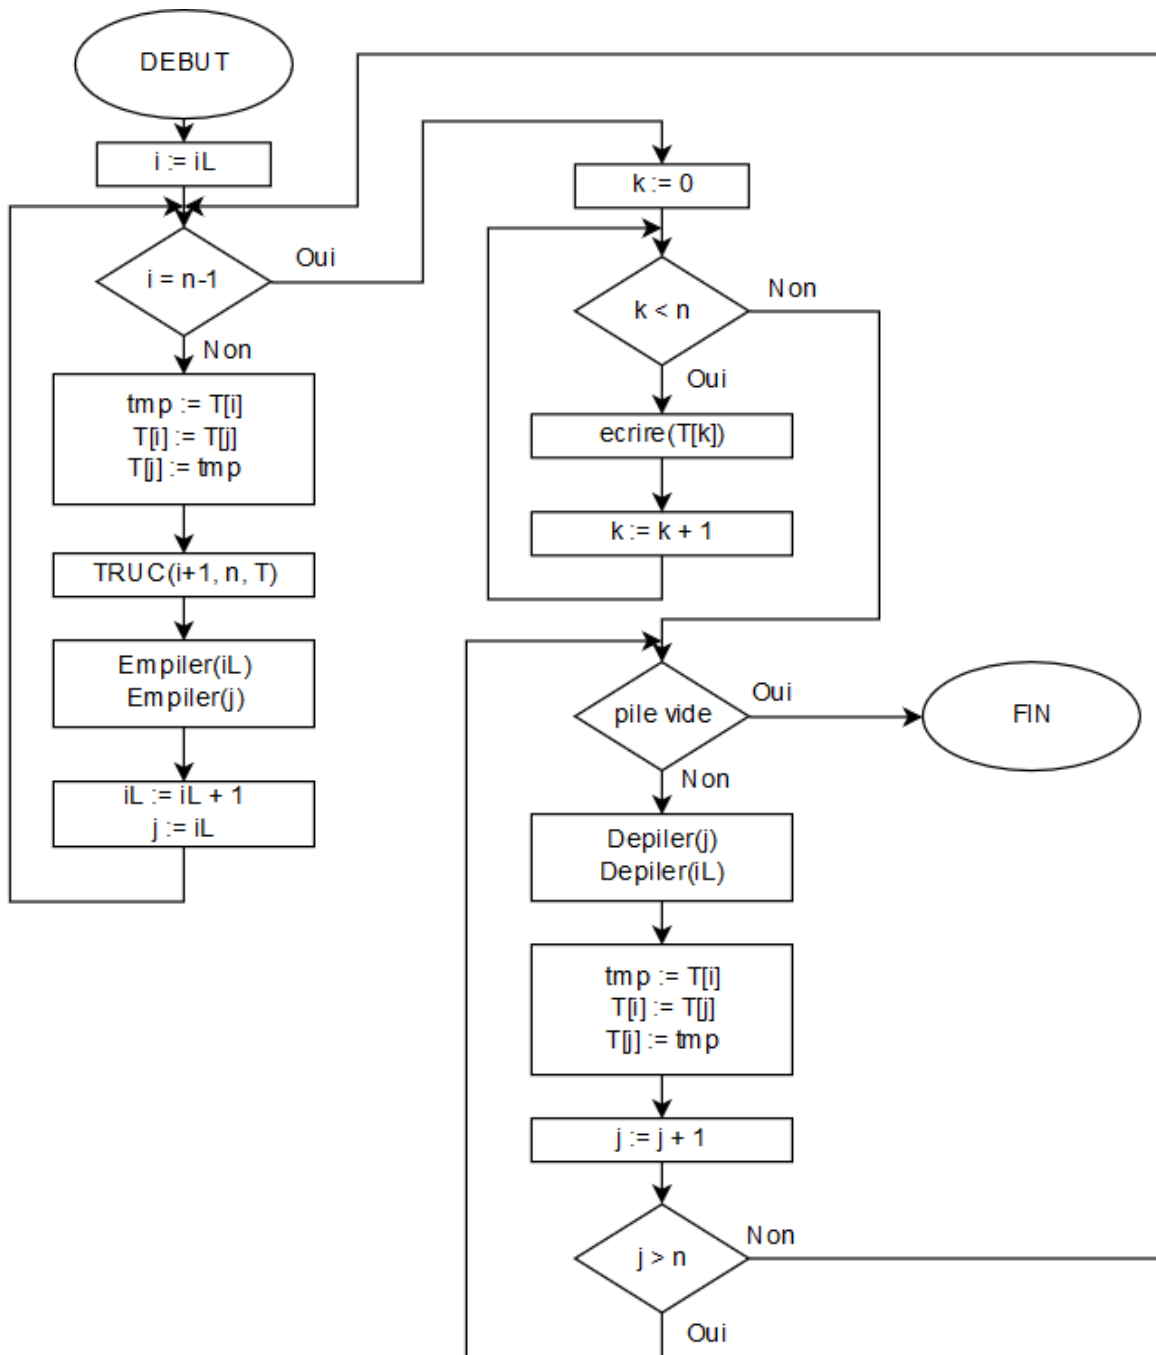 DEBUT
i := iL
i = n-1
Oui
Non
tmp := T[i]
T[i] := T[j]
T[j] := tmp
TRUC(i+1, n, T)
Empiler(iL)
Empiler(j)
iL := iL + 1
j := iL
k := 0
k < n
Non
Oui
ecrire(T[k])
k := k + 1
pile vide
Oui
FIN
Non
Depiler(j)
Depiler(iL)
tmp := T[i]
T[i] := T[j]
T[j] := tmp
j := j + 1
j > n
Non
Oui